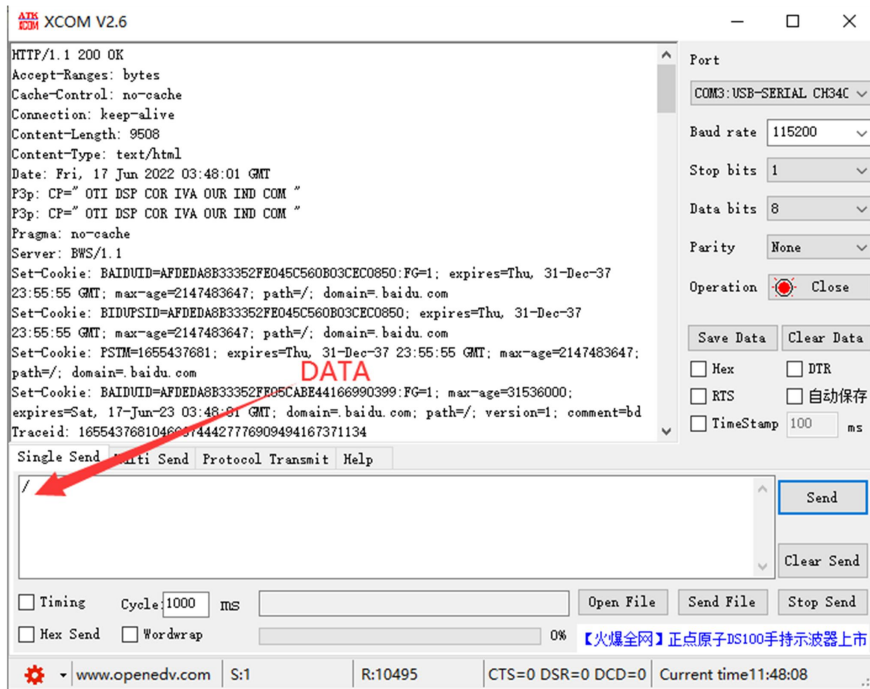 ATK XCOM XCOM V2.6
HTTP/1.1 200 OK
Accept-Ranges: bytes
Cache-Control: no-cache
Connection: keep-alive
Content-Length: 9508
Content-Type: text/html
Date: Fri, 17 Jun 2022 03:48:01 GMT
P3p: CP=" OTI DSP COR IVA OUR IND COM "
P3p: CP=" OTI DSP COR IVA OUR IND COM "
Pragma: no-cache
Server: BWS/1.1
Set-Cookie: BAIDUID=AFDEDA8B33352FE045C560B03CEC0850:FG=1; expires=Thu, 31-Dec-37
23:55:55 GMT; max-age=2147483647; path=/; domain=.baidu.com
Set-Cookie: BIDUPSID=AFDEDA8B33352FE045C560B03CEC0850; expires=Thu, 31-Dec-37
23:55:55 GMT; max-age=2147483647; path=/; domain=.baidu.com
Set-Cookie: PSTM=1655437681; expires=Thu, 31-Dec-37 23:55:55 GMT; max-age=2147483647;
path=/; domain=.baidu.com
DATA
Set-Cookie: BAIDUID=AFDEDA8B33352FE05CABE44166990399:FG=1; max-age=31536000;
expires=Sat, 17-Jun-23 03:48:01 GMT; domain=.baidu.com; path=/; version=1; comment=bd
Traceid:
Port
COM3:USB-SERIAL CH34C
Baud rate 115200
Stop bits 1
Data bits 8
Parity None
Operation Close
Save Data Clear Data
Hex DTR
RTS 自动保存
TimeStamp 100 ms
Single Send Multi Send Protocol Transmit Help
/
Send
Clear Send
Timing Cycle: 1000 ms Open File Send File Stop Send
Hex Send Wordwrap 0% 【火爆全网】正点原子DS100手持示波器上市
www.openedv.com S:1 R:10495 CTS=0 DSR=0 DCD=0 Current time11:48:08